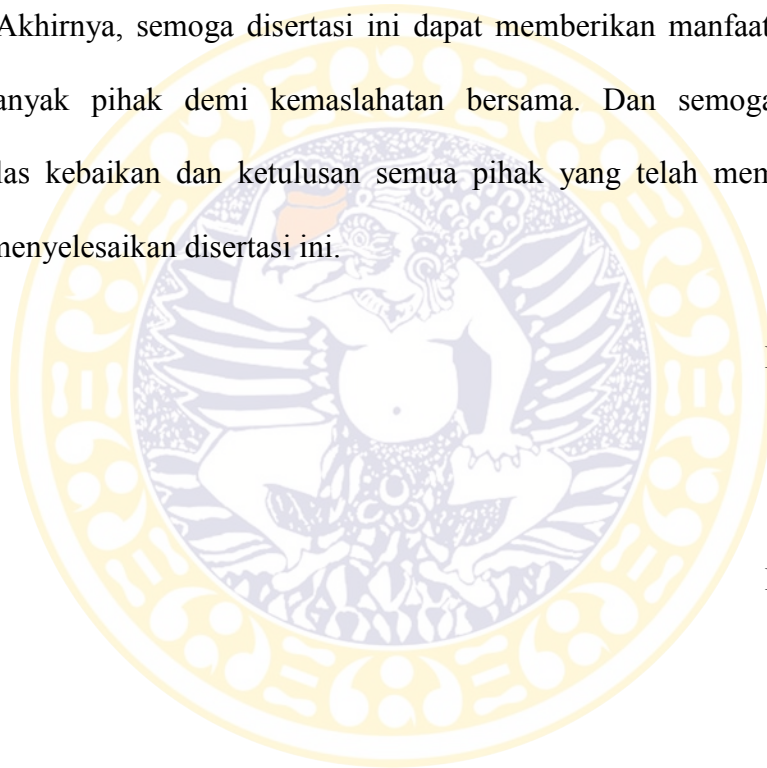 Akhirnya, semoga disertasi ini dapat memberikan manfaat
anyak pihak demi kemaslahatan bersama. Dan semoga
las kebaikan dan ketulusan semua pihak yang telah mem
menyelesaikan disertasi ini.